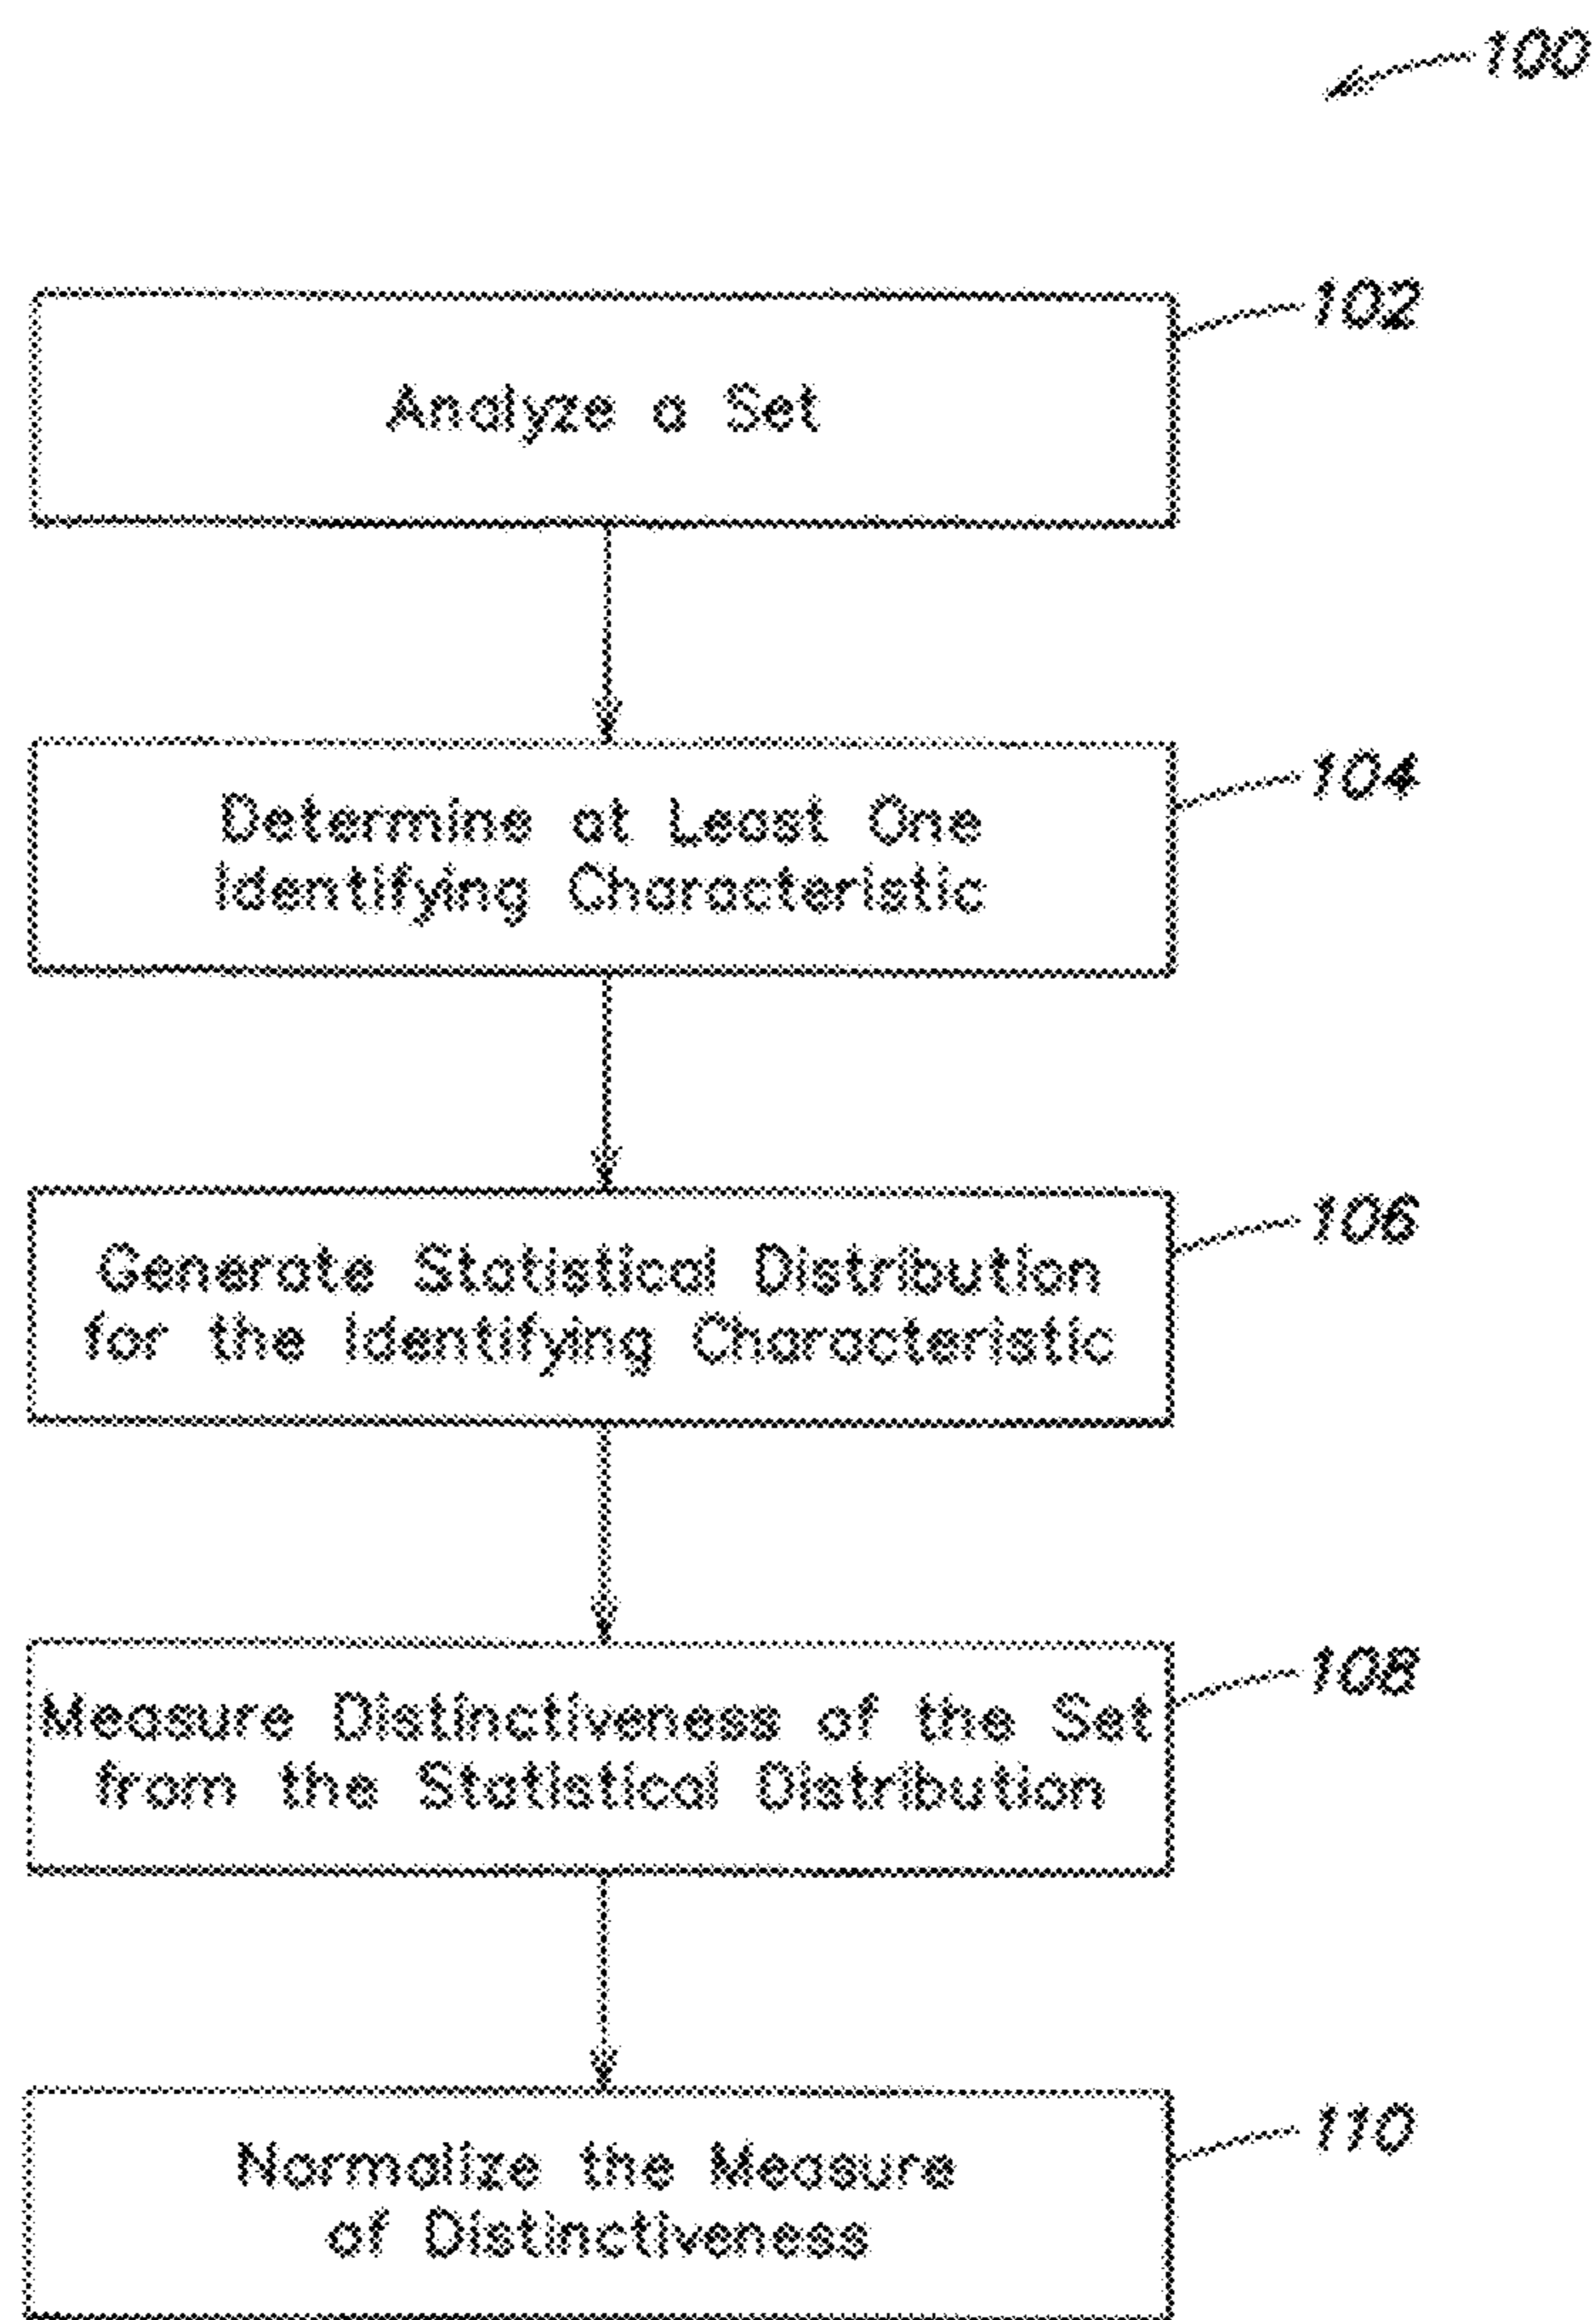 100
102
Analyze a Set
104
Determine at Least One
Identifying Characteristic
106
Generate Statistical Distribution
for the Identifying Characteristic
108
Measure Distinctiveness of the Set
from the Statistical Distribution
110
Normalize the Measure
of Distinctiveness